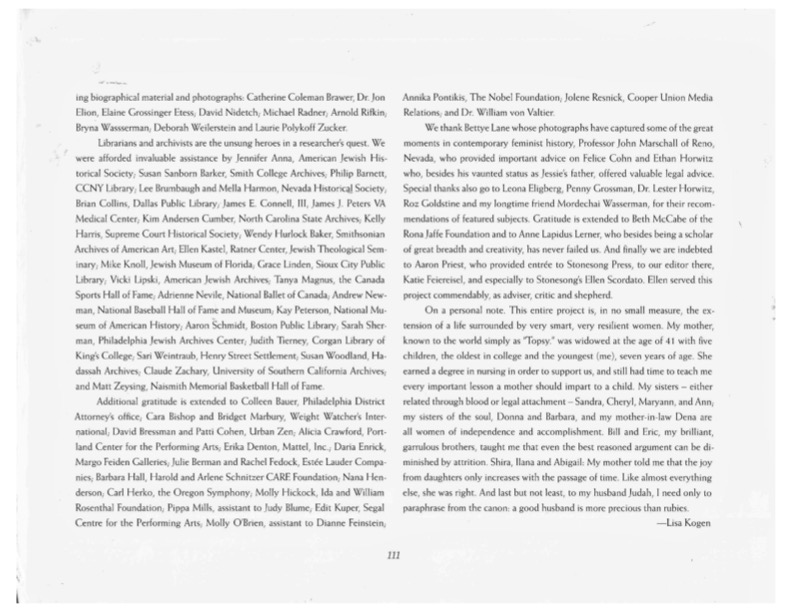 ing biographical material and photographs: Catherine Coleman Brawer, Dr. Jon
Elion, Elaine Grossinger Etess, David Nidetch, Michael Radner, Arnold Rifkin,
Bryna Wassserman, Deborah Weilerstein and Laurie Polykoff Zucker.
Librarians and archivists are the unsung heroes in a researcher's quest. We
were afforded invaluable assistance by Jennifer Anna, American Jewish His-
torical Society; Susan Sanborn Barker, Smith College Archives; Philip Barnett,
CCNY Library; Lee Brumbaugh and Mella Harmon, Nevada Historical Society,
Brian Collins, Dallas Public Library; James E. Connell, III, James J. Peters VA
Medical Center; Kim Andersen Cumber, North Carolina State Archives; Kelly
Harris, Supreme Court Historical Society; Wendy Hurlock Baker, Smithsonian
Archives of American Art; Ellen Kastel, Ratner Center, Jewish Theological Sem-
inary; Mike Knoll, Jewish Museum of Florida; Grace Linden, Sioux City Public
Library; Vicki Lipski, American Jewish Archives; Tanya Magnus, the Canada
Sports Hall of Fame; Adrienne Nevile, National Ballet of Canada; Andrew New-
man, National Baseball Hall of Fame and Museum; Kay Peterson, National Mu-
seum of American History; Aaron Schmidt, Boston Public Library; Sarah Sher-
man, Philadelphia Jewish Archives Center; Judith Tierney, Corgan Library of
King's College; Sari Weintraub, Henry Street Settlement; Susan Woodland, Ha-
dassah Archives; Claude Zachary, University of Southern California Archives;
and Matt Zeysing, Naismith Memorial Basketball Hall of Fame.
Additional gratitude is extended to Colleen Bauer, Philadelphia District
Attorney's office; Cara Bishop and Bridget Marbury, Weight Watcher's Inter-
national; David Bressman and Patti Cohen, Urban Zen; Alicia Crawford, Port-
land Center for the Performing Arts; Erika Denton, Mattel, Inc.; Daria Enrick,
Margo Feiden Galleries; Julie Berman and Rachel Fedock, Estée Lauder Compa-
nies; Barbara Hall, Harold and Arlene Schnitzer CARE Foundation; Nana Hen-
derson; Carl Herko, the Oregon Symphony; Molly Hickock, Ida and William
Rosenthal Foundation; Pippa Mills, assistant to Judy Blume; Edit Kuper, Segal
Centre for the Performing Arts; Molly O'Brien, assistant to Dianne Feinstein;
Annika Pontikis, The Nobel Foundation; Jolene Resnick, Cooper Union Media
Relations; and Dr. William von Valtier.
We thank Bettye Lane whose photographs have captured some of the great
moments in contemporary feminist history, Professor John Marschall of Reno,
Nevada, who provided important advice on Felice Cohn and Ethan Horwitz
who, besides his vaunted status as Jessie's father, offered valuable legal advice.
Special thanks also go to Leona Eligberg, Penny Grossman, Dr. Lester Horwitz,
Roz Goldstine and my longtime friend Mordechai Wasserman, for their recom-
mendations of featured subjects. Gratitude is extended to Beth McCabe of the
Rona Jaffe Foundation and to Anne Lapidus Lerner, who besides being a scholar
of great breadth and creativity, has never failed us. And finally we are indebted
to Aaron Priest, who provided entrée to Stonesong Press, to our editor there,
Katie Feiereisel, and especially to Stonesong's Ellen Scordato. Ellen served this
project commendably, as adviser, critic and shepherd.
On a personal note. This entire project is, in no small measure, the ex-
tension of a life surrounded by very smart, very resilient women. My mother,
known to the world simply as "Topsy." was widowed at the age of 41 with five
children, the oldest in college and the youngest (me), seven years of age. She
earned a degree in nursing in order to support us, and still had time to teach me
every important lesson a mother should impart to a child. My sisters – either
related through blood or legal attachment – Sandra, Cheryl, Maryann, and Ann;
my sisters of the soul, Donna and Barbara, and my mother-in-law Dena are
all women of independence and accomplishment. Bill and Eric, my brilliant,
garrulous brothers, taught me that even the best reasoned argument can be di-
minished by attrition. Shira, Ilana and Abigail: My mother told me that the joy
from daughters only increases with the passage of time. Like almost everything
else, she was right. And last but not least, to my husband Judah, I need only to
paraphrase from the canon: a good husband is more precious than rubies.
—Lisa Kogen
111